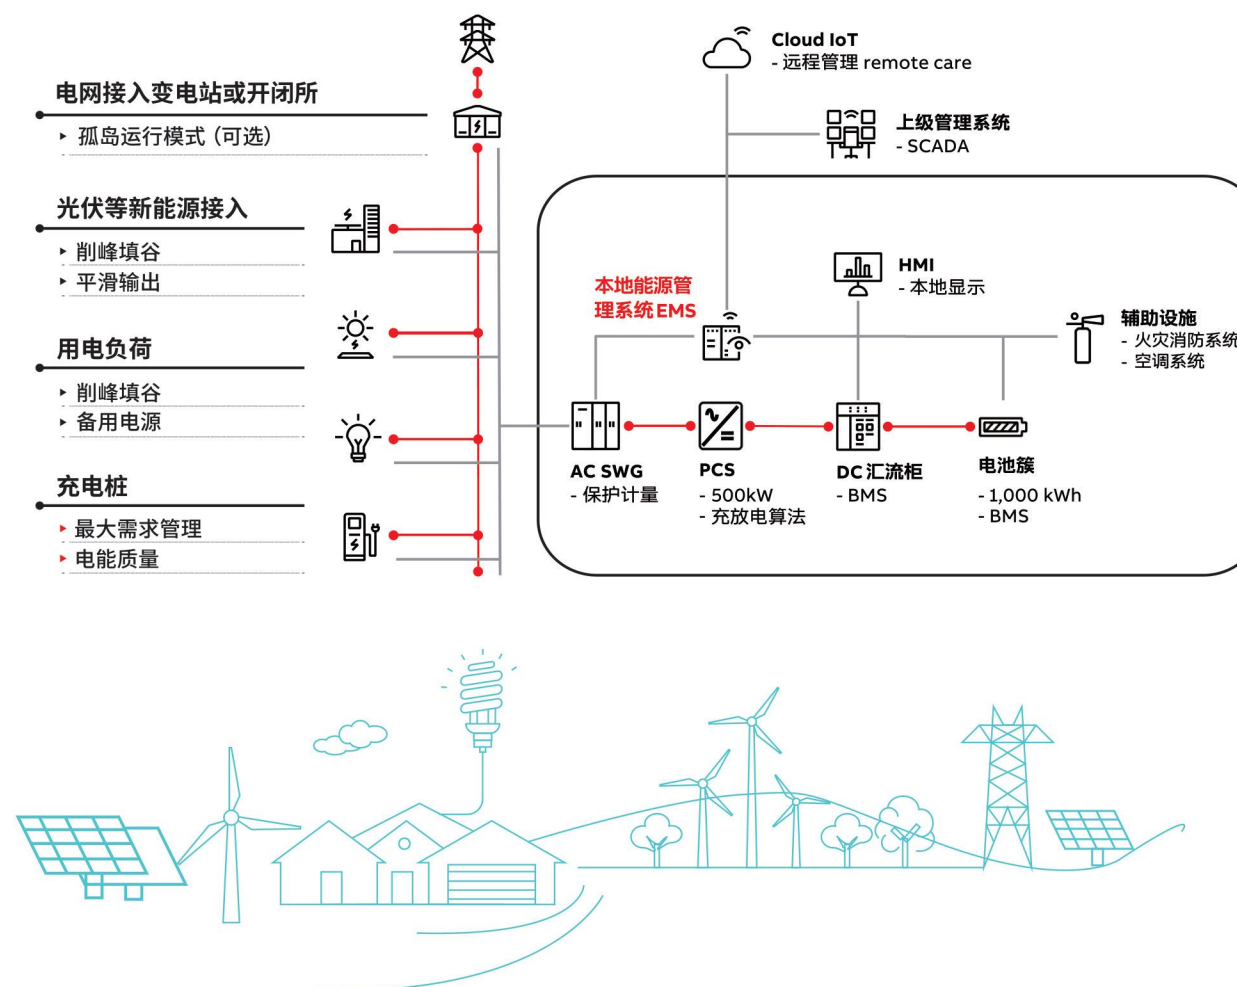 电网接入变电站或开闭所
孤岛运行模式（可选）
光伏等新能源接入
削峰填谷
平滑输出
用电负荷
削峰填谷
备用电源
充电桩
最大需求管理
电能质量
Cloud IoT
- 远程管理 remote care
上级管理系统
- SCADA
本地能源管
理系统 EMS
HMI
- 本地显示
辅助设施
- 火灾消防系统
- 空调系统
AC SWG
- 保护计量
PCS
- 500kW
- 充放电算法
DC 汇流柜
- BMS
电池簇
- 1,000 kWh
- BMS